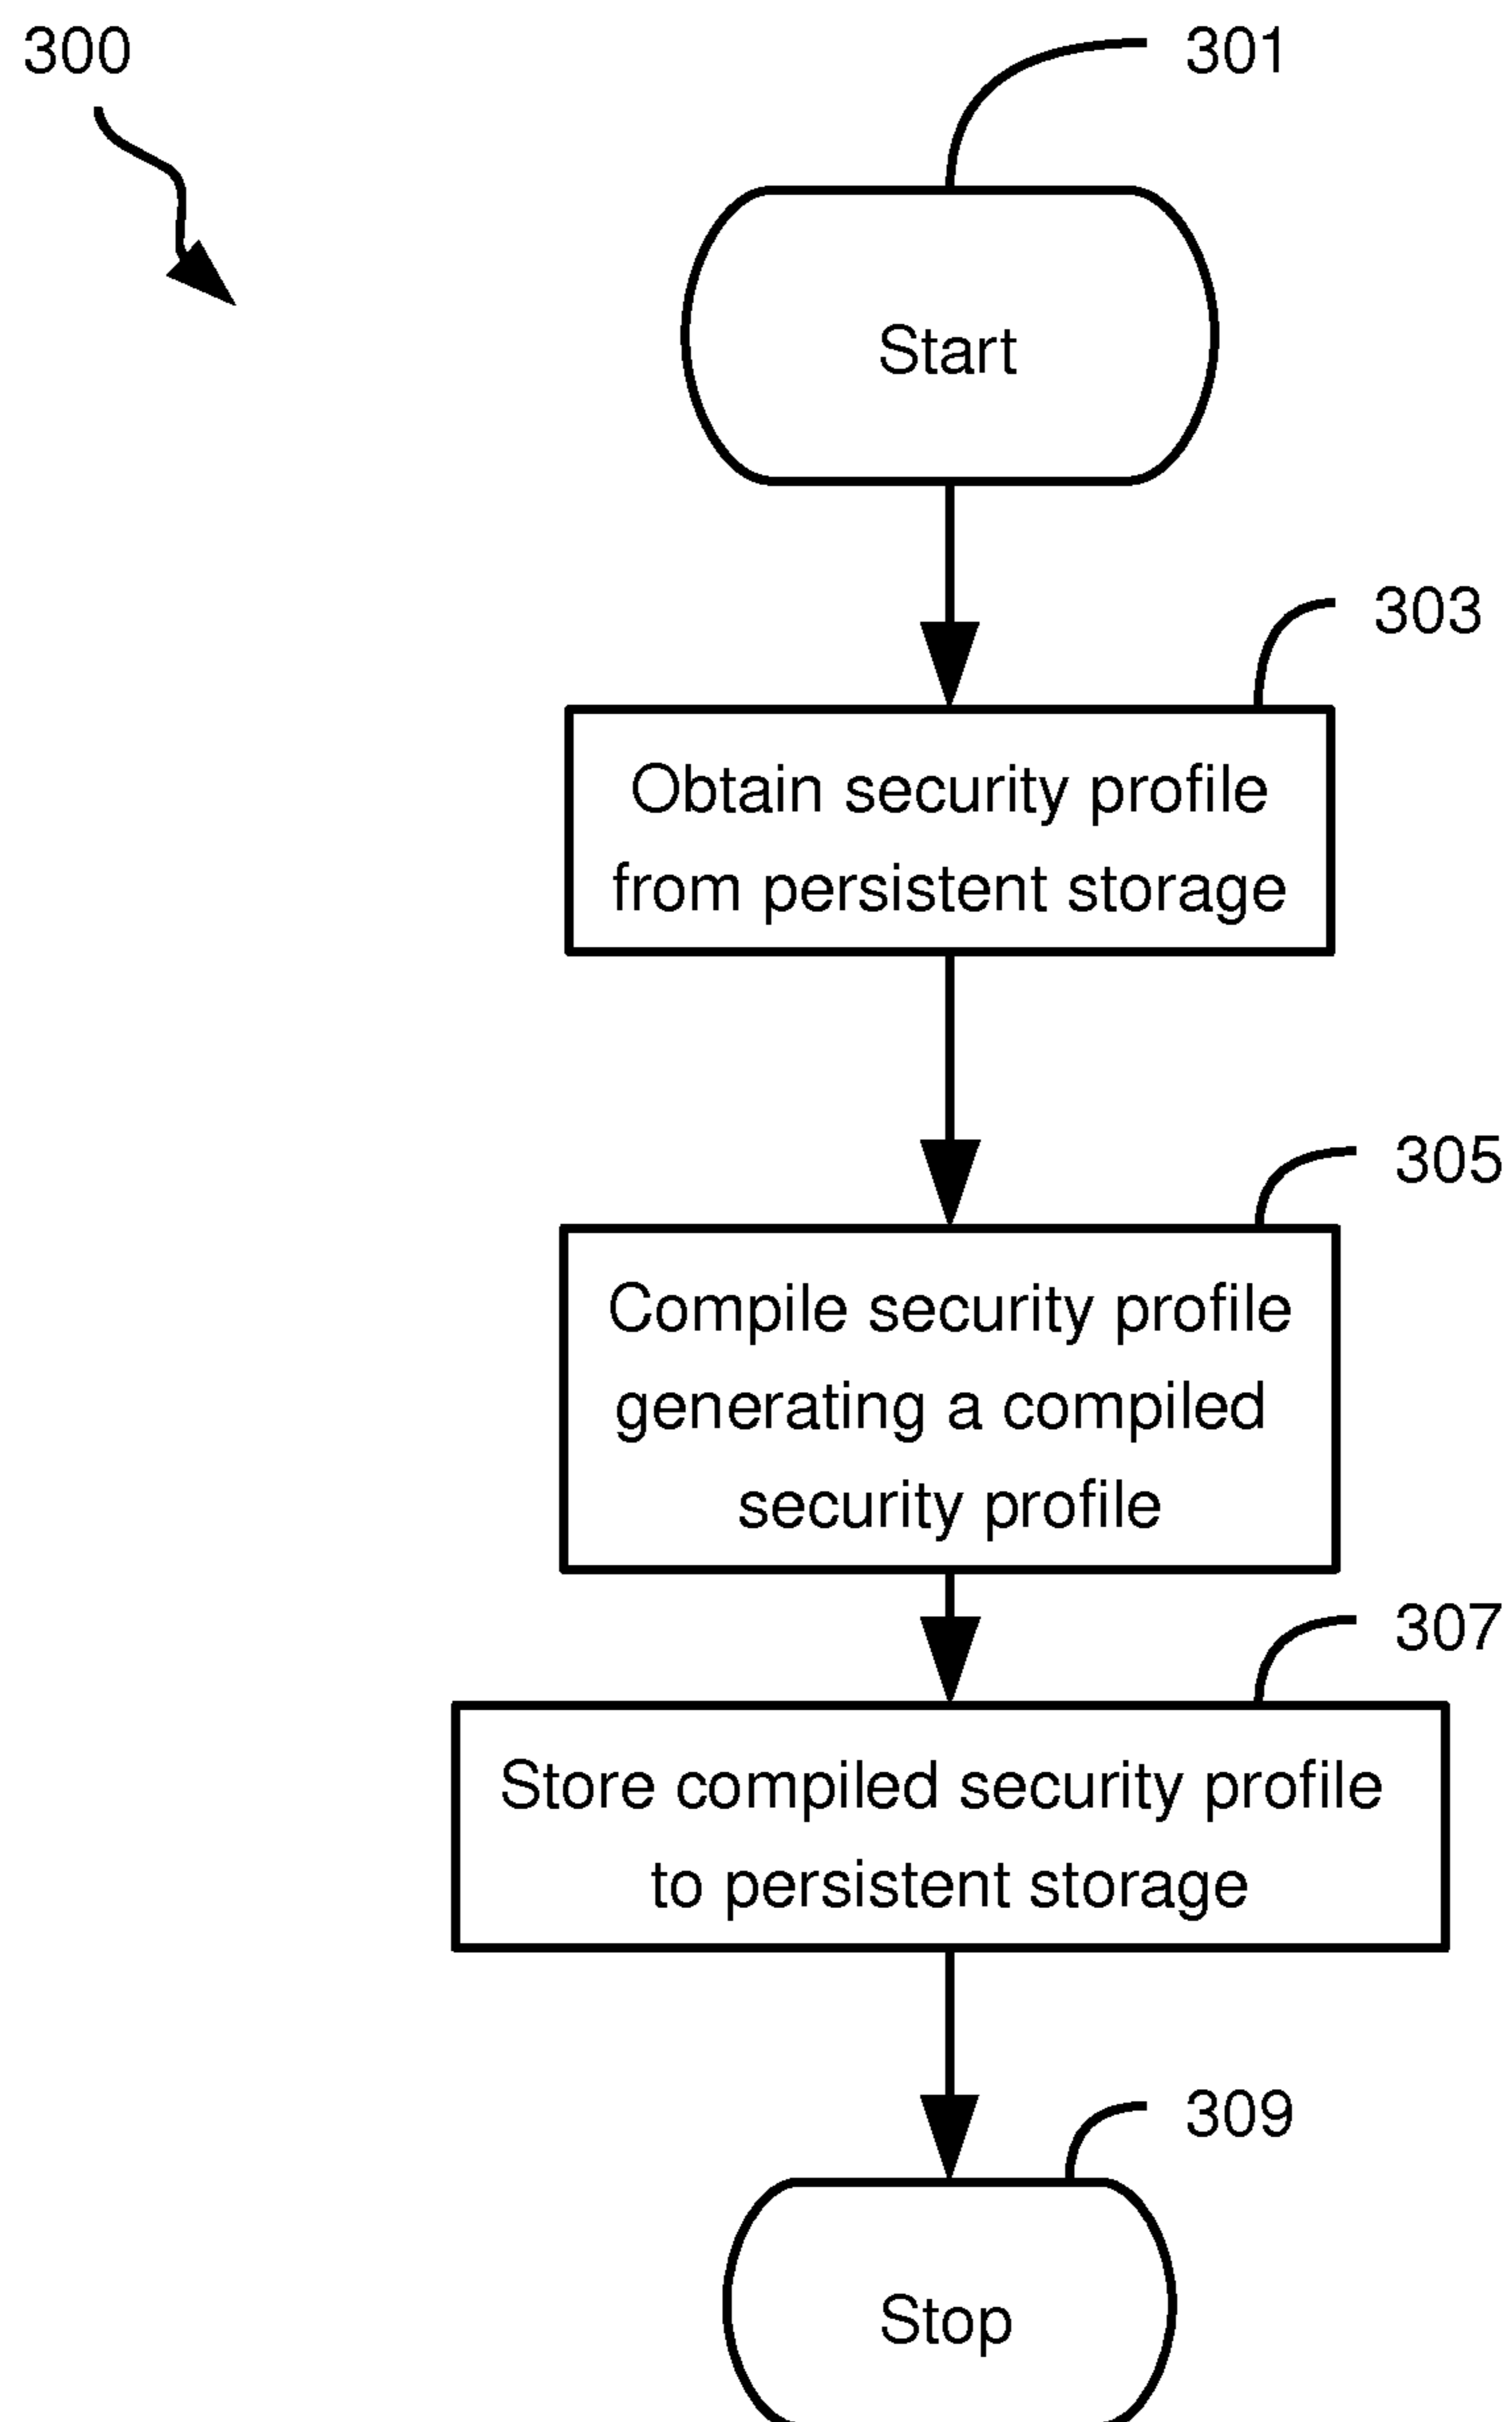 300
301
Start
303
Obtain security profile
from persistent storage
305
Compile security profile
generating a compiled
security profile
307
Store compiled security profile
to persistent storage
309
Stop